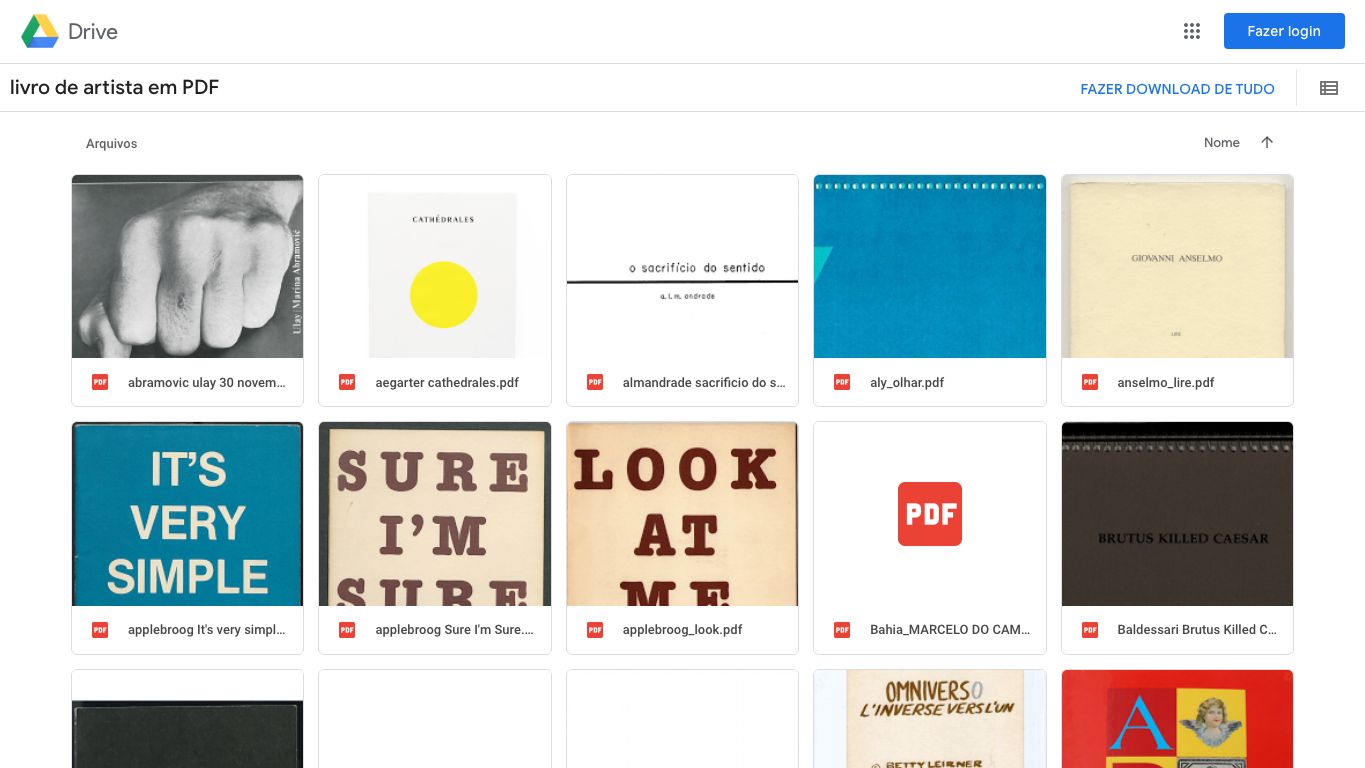 Drive
Fazer login
livro de artista em PDF
FAZER DOWNLOAD DE TUDO
Arquivos
Nome
Ulay | Marina Abramović
CATHÉDRALES
o sacrifício do sentido
a.l.m. andrade
GIOVANNI ANSELMO
LIRE
PDF
abramovic ulay 30 novem...
PDF
aegarter cathedrales.pdf
PDF
almandrade sacrificio do s...
PDF
aly_olhar.pdf
PDF
anselmo_lire.pdf
IT'S
VERY
SIMPLE
SURE
I'M
SURE
LOOK
AT
ME
PDF
BRUTUS KILLED CAESAR
PDF
applebroog It's very simpl...
PDF
applebroog Sure I'm Sure....
PDF
applebroog_look.pdf
PDF
Bahia_MARCELO DO CAM...
PDF
Baldessari Brutus Killed C...
OMNIVERSO
L'INVERSE VERS L'UN
© BETTY LEIRNER
A